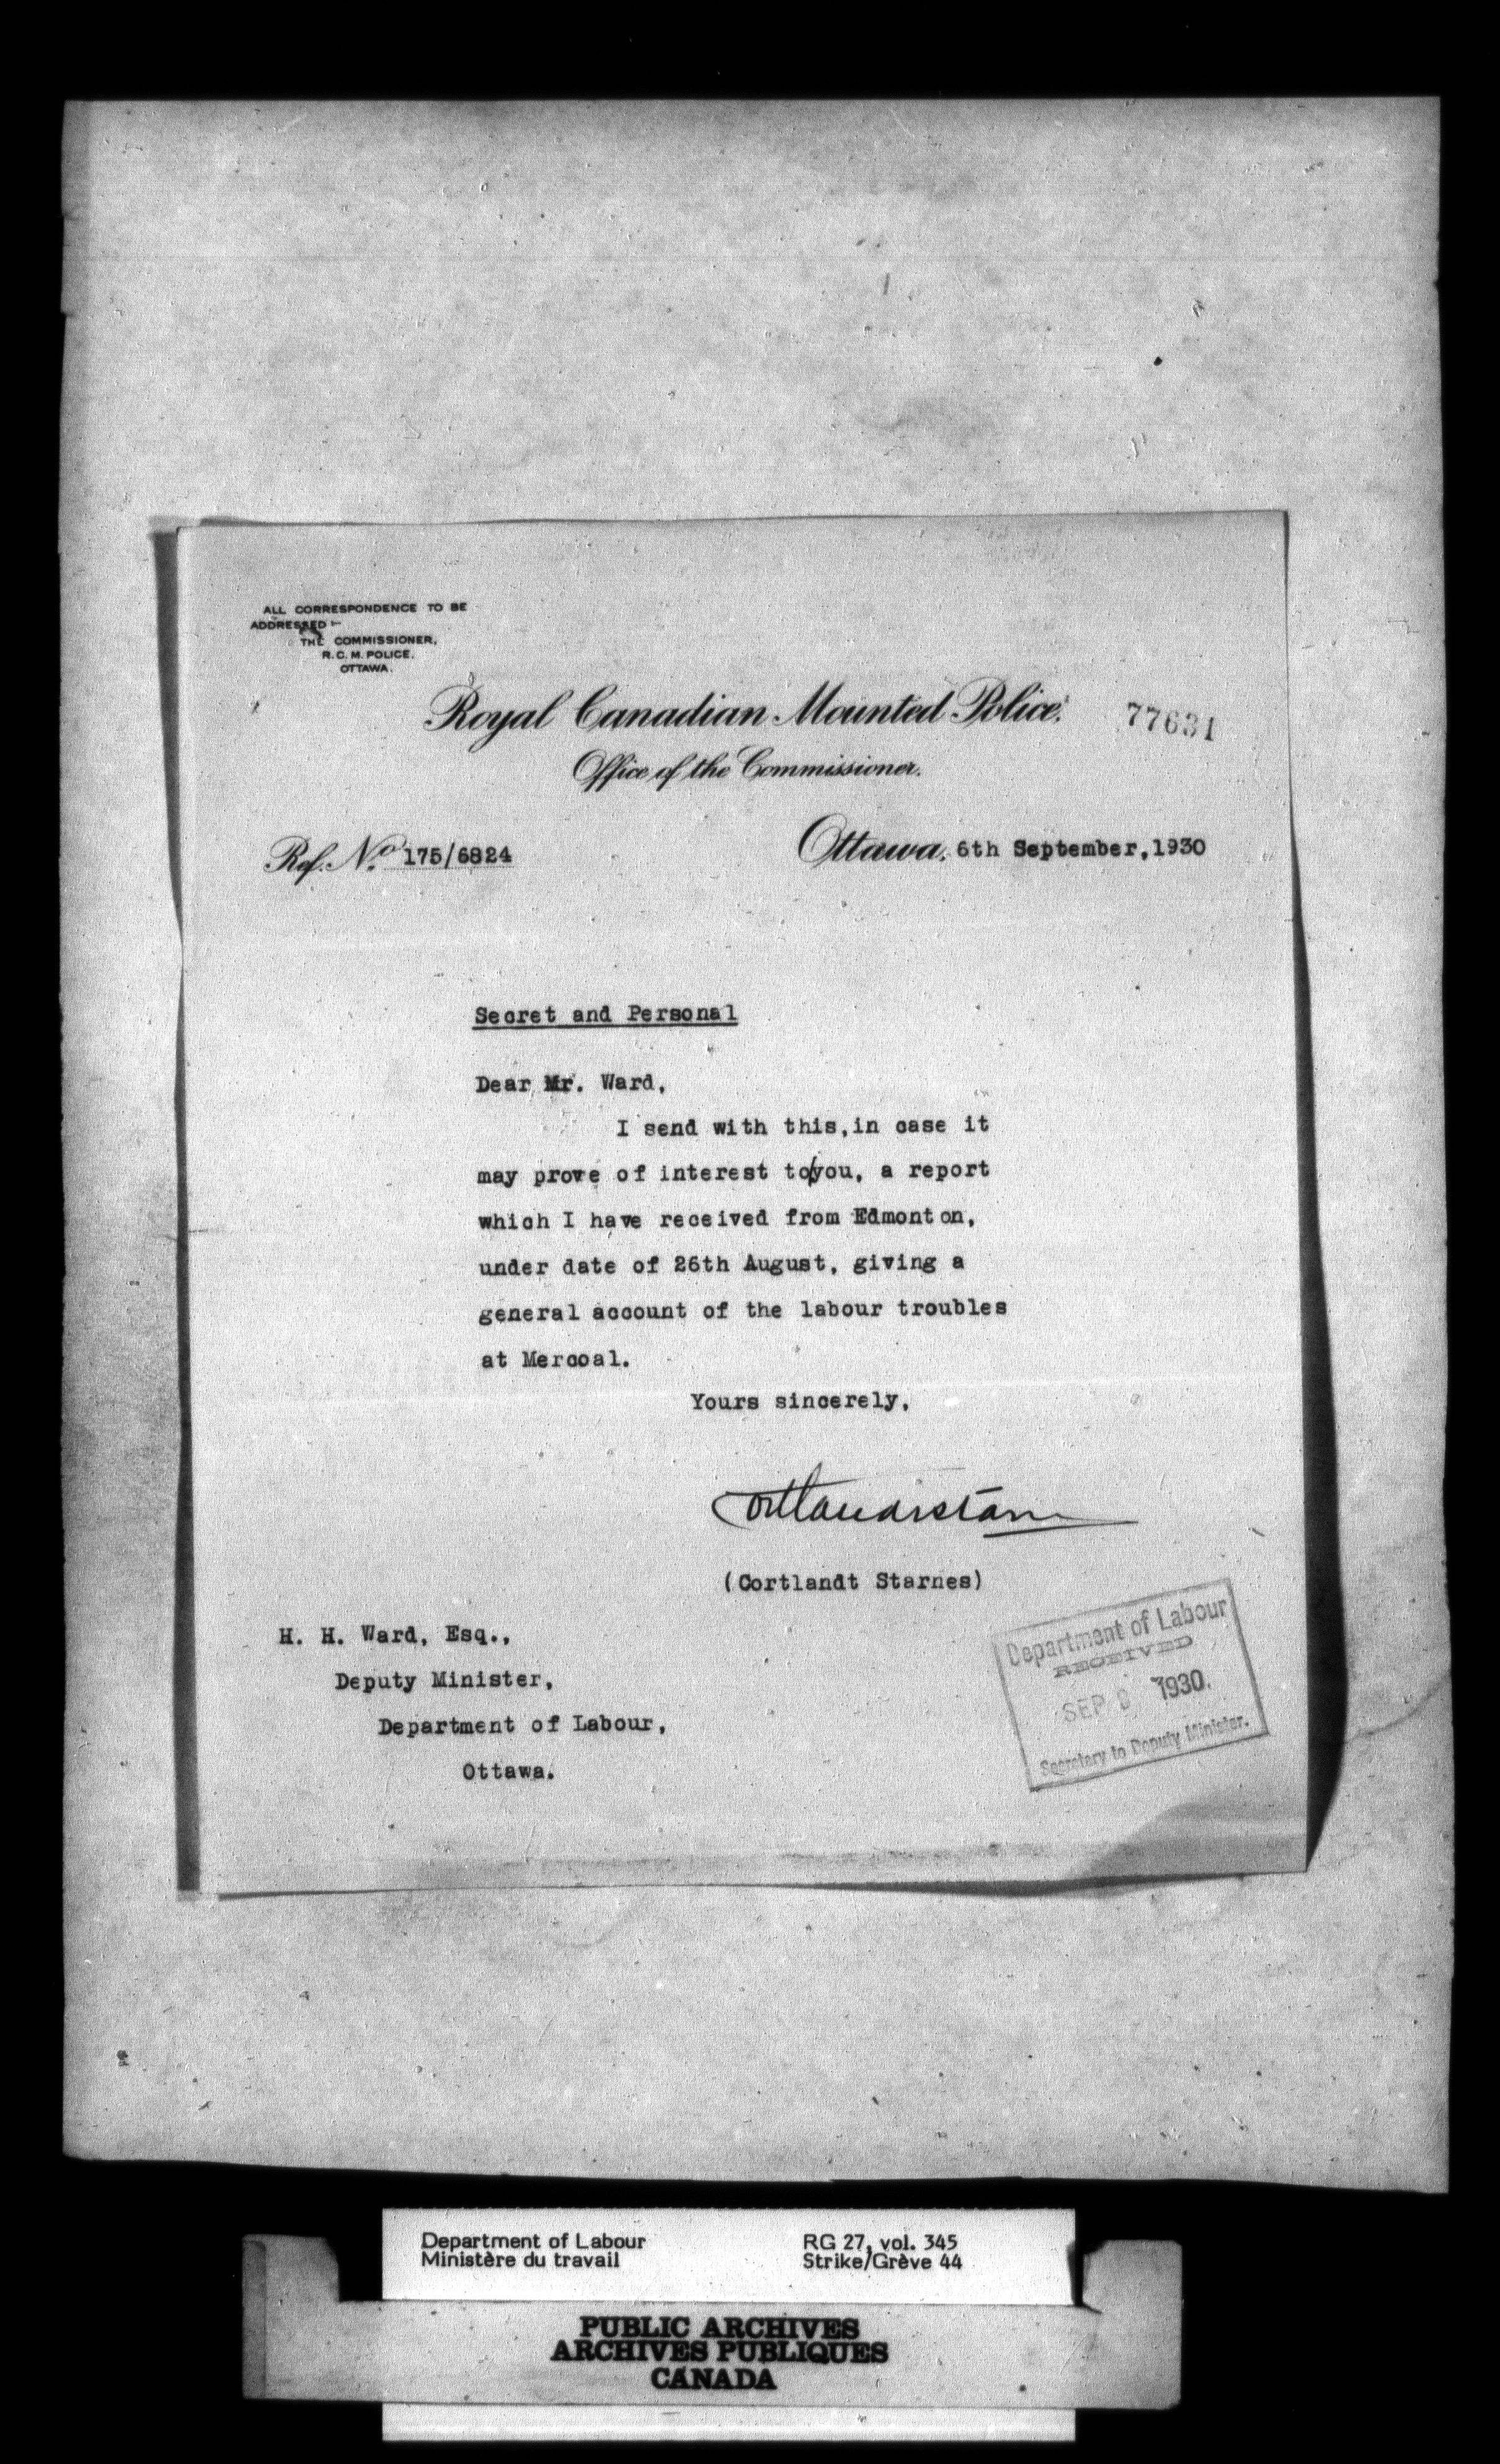 ALL CORRESPONDENCE TO BE
ADDRESSED—
THE COMMISSIONER,
R. C. M. POLICE.
OTTAWA.
Royal Canadian Mounted Police.
77631
Office of the Commissioner.
Ref. No. 175/6824
Ottawa, 6th September, 1930
Secret and Personal
Dear Mr. Ward,
I send with this, in case it
may prove of interest to/you, a report
which I have received from Edmonton,
under date of 26th August, giving a
general account of the labour troubles
at Mercoal.
Yours sincerely,
(Cortlandt Starnes)
H. H. Ward, Esq.,
Deputy Minister,
Department of Labour,
Ottawa.
Department of Labour
RECEIVED
SEP 1930.
Secretary to Deputy Minister.
Department of Labour
Ministère du travail
RG 27, vol. 345
Strike/Grève 44
PUBLIC ARCHIVES
ARCHIVES PUBLIQUES
CANADA